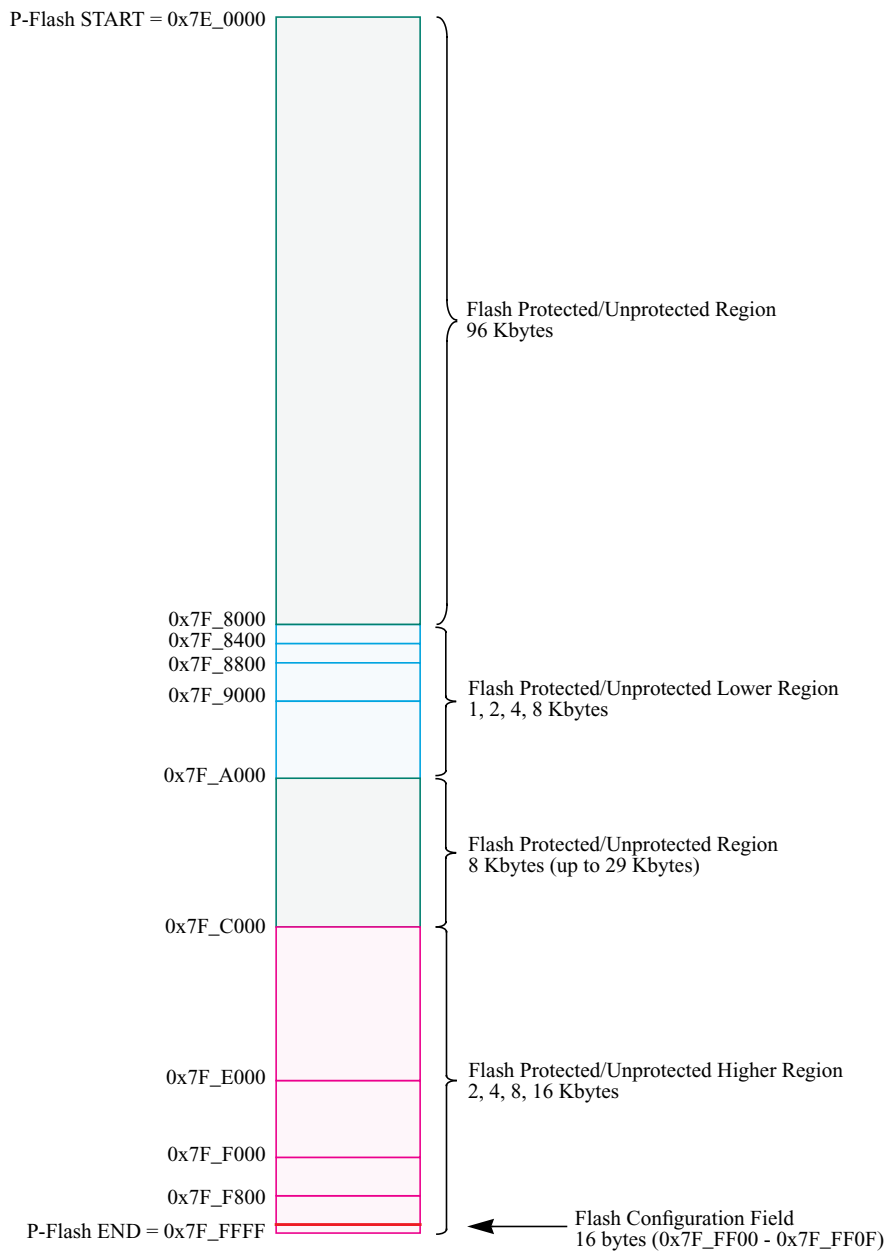 P-Flash START = 0x7E_0000
Flash Protected/Unprotected Region
96 Kbytes
0x7F_8000
0x7F_8400
0x7F_8800
0x7F_9000
Flash Protected/Unprotected Lower Region
1, 2, 4, 8 Kbytes
0x7F_A000
Flash Protected/Unprotected Region
8 Kbytes (up to 29 Kbytes)
0x7F_C000
0x7F_E000
Flash Protected/Unprotected Higher Region
2, 4, 8, 16 Kbytes
0x7F_F000
0x7F_F800
P-Flash END = 0x7F_FFFF
Flash Configuration Field
16 bytes (0x7F_FF00 - 0x7F_FF0F)